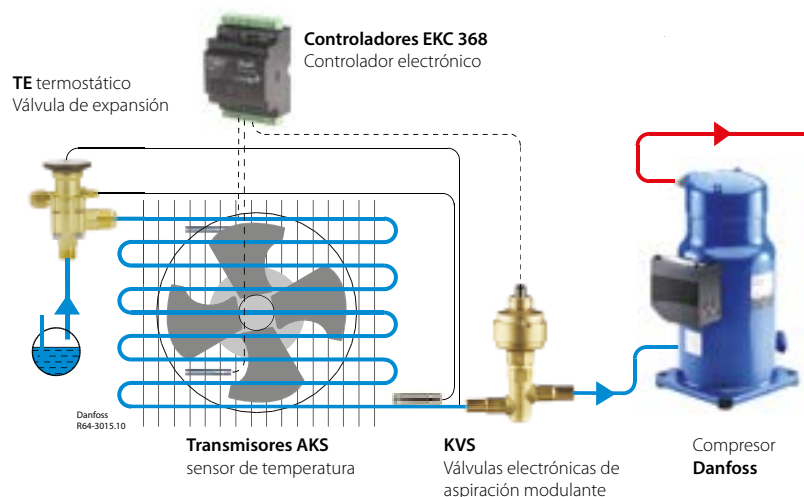 Controladores EKC 368
Controlador electrónico
TE termostático
Válvula de expansión
Danfoss
R64-3015.10
Transmisores AKS
sensor de temperatura
KVS
Válvulas electrónicas de
aspiración modulante
Compresor
Danfoss